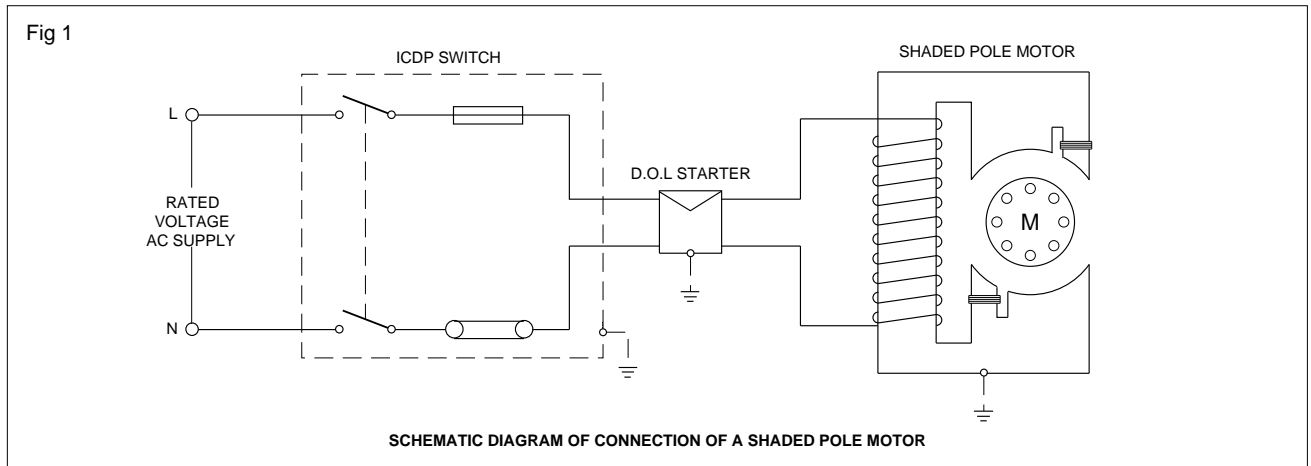 Fig 1
ICDP SWITCH
SHADED POLE MOTOR
L
D.O.L STARTER
RATED
VOLTAGE
AC SUPPLY
M
N
SCHEMATIC DIAGRAM OF CONNECTION OF A SHADED POLE MOTOR